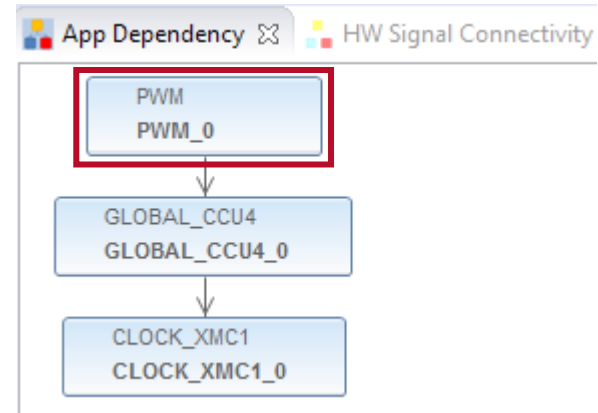 App Dependency HW Signal Connectivity
PWM
PWM_0
GLOBAL_CCU4
GLOBAL_CCU4_0
CLOCK_XMC1
CLOCK_XMC1_0